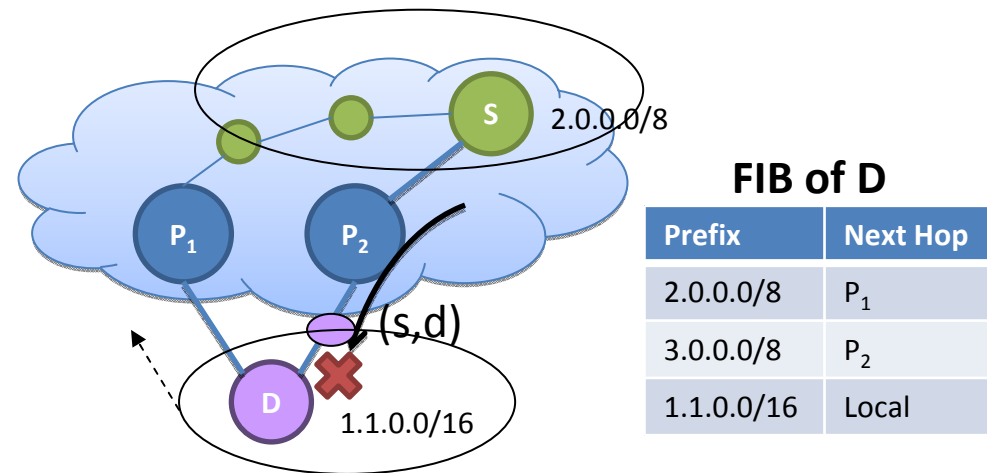 S
2.0.0.0/8
P1
P2
(s,d)
D
1.1.0.0/16
FIB of D
Prefix Next Hop
2.0.0.0/8 P1
3.0.0.0/8 P2
1.1.0.0/16 Local